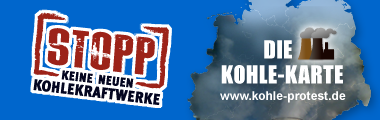 STOPP
KEINE NEUEN
KOHLEKRAFTWERKE
DIE
KOHLE-KARTE
www.kohle-protest.de